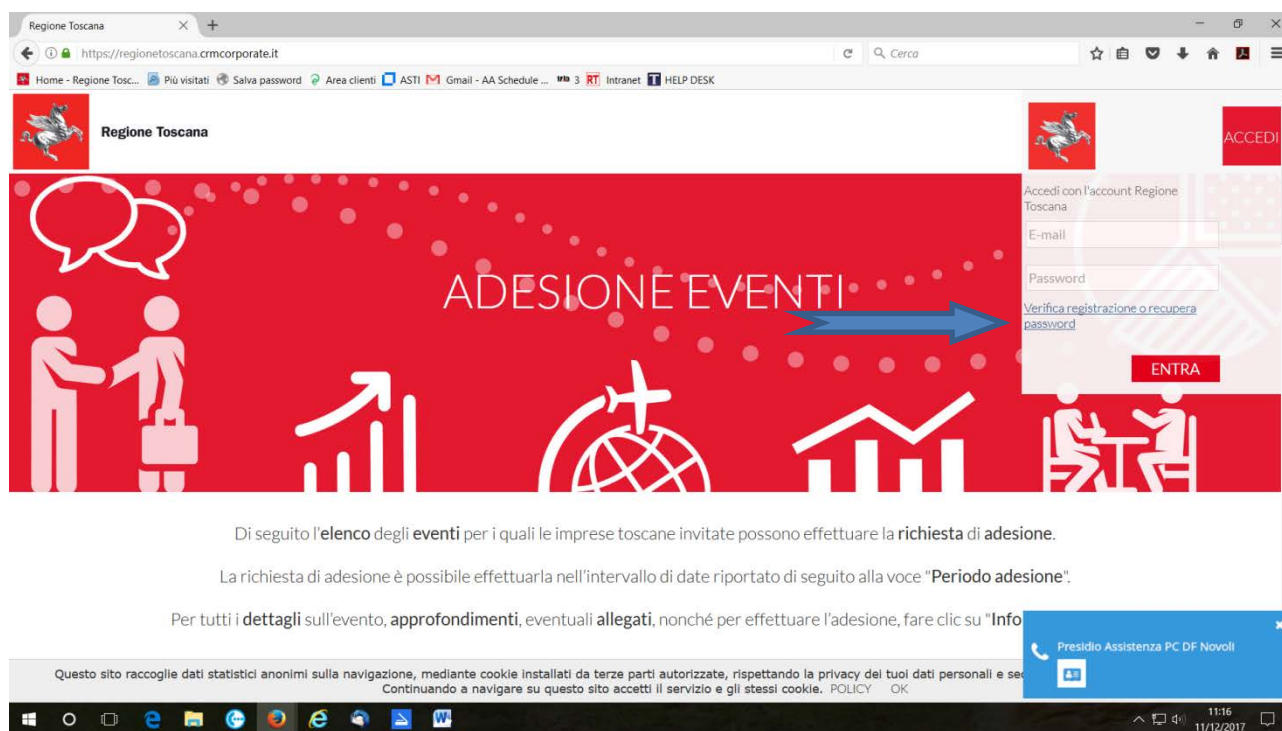 Regione Toscana
https://regionetoscana.crmcorporate.it
Cerca
Home - Regione Tosc... Più visitati Salva password Area clienti ASTI Gmail - AA Schedule ... 3 RT Intranet HELP DESK
Regione Toscana
ACCEDI
Accedi con l'account Regione
Toscana
E-mail
Password
Verifica registrazione o recupera
password
ENTRA
ADESIONE EVENTI
Di seguito l'elenco degli eventi per i quali le imprese toscane invitate possono effettuare la richiesta di adesione.
La richiesta di adesione è possibile effettuarla nell'intervallo di date riportato di seguito alla voce "Periodo adesione".
Per tutti i dettagli sull'evento, approfondimenti, eventuali allegati, nonché per effettuare l'adesione, fare clic su "Info
Presidio Assistenza PC DF Novoli
Questo sito raccoglie dati statistici anonimi sulla navigazione, mediante cookie installati da terze parti autorizzate, rispettando la privacy dei tuoi dati personali e
Continuando a navigare su questo sito accetti il servizio e gli stessi cookie. POLICY OK
11:16
11/12/2017